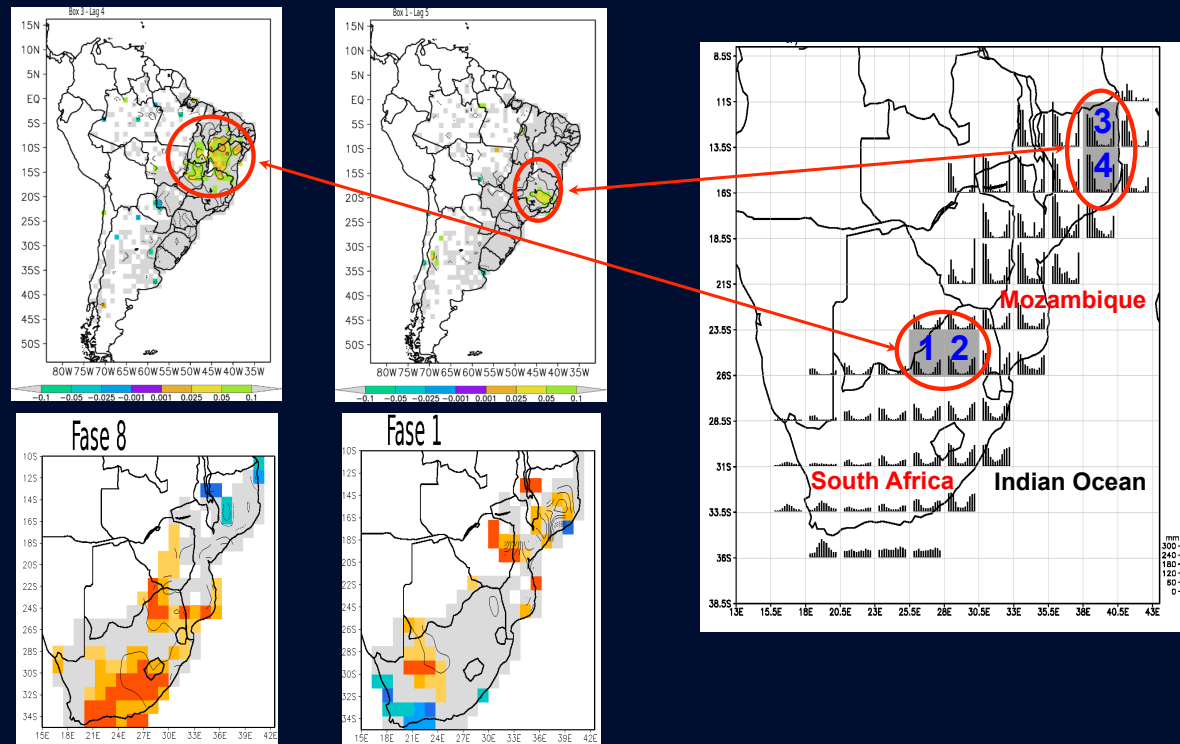 Box 3 - Lag 4
15N
10N
5N
EQ
5S
10S
15S
20S
25S
30S
35S
40S
45S
50S
80W 75W 70W 65W 60W 55W 50W 45W 40W 35W
-0.1 -0.05 -0.025 -0.001 0.001 0.025 0.05 0.1
Box 1 - Lag 5
15N
10N
5N
EQ
5S
10S
15S
20S
25S
30S
35S
40S
45S
50S
80W 75W 70W 65W 60W 55W 50W 45W 40W 35W
-0.1 -0.05 -0.025 -0.001 0.001 0.025 0.05 0.1
8.5S
11S
13.5S
16S
18.5S
21S
23.5S
26S
28.5S
31S
33.5S
36S
38.5S
3
4
Mozambique
1 2
South Africa
Indian Ocean
mm
300
240
180
120
60
0
13E 15.5E 18E 20.5E 23E 25.5E 28E 30.5E 33E 35.5E 38E 40.5E 43E
Fase 8
10S
12S
14S
16S
18S
20S
22S
24S
26S
28S
30S
32S
34S
15E 18E 21E 24E 27E 30E 33E 36E 39E 42E
Fase 1
10S
12S
14S
16S
18S
20S
22S
24S
26S
28S
30S
32S
34S
15E 18E 21E 24E 27E 30E 33E 36E 39E 42E